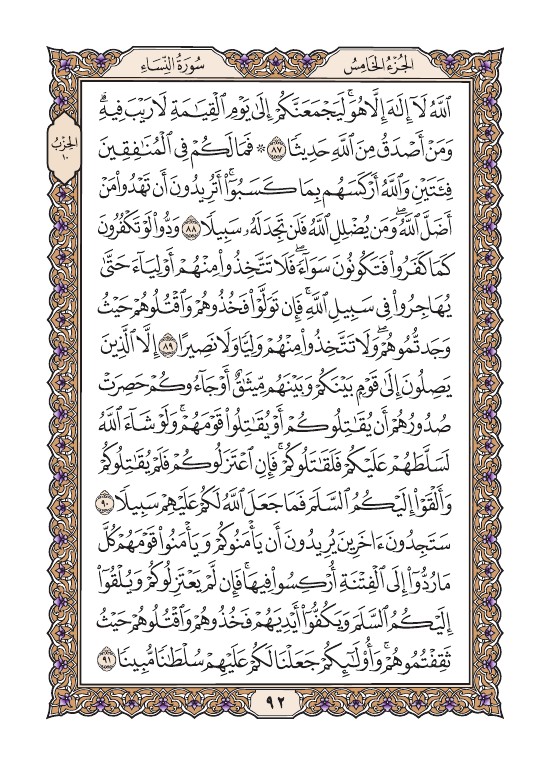 الجُزْءُ الخَامِسُ
سُورَةُ النِّسَاءِ
ٱللَّهُ لَآ إِلَٰهَ إِلَّا هُوَۚ لَيَجْمَعَنَّكُمْ إِلَىٰ يَوْمِ ٱلْقِيَٰمَةِ لَا رَيْبَ فِيهِۗ
وَمَنْ أَصْدَقُ مِنَ ٱللَّهِ حَدِيثًا ٨٧ ۞ فَمَا لَكُمْ فِى ٱلْمُنَٰفِقِينَ
فِئَتَيْنِ وَٱللَّهُ أَرْكَسَهُم بِمَا كَسَبُوٓا۟ۚ أَتُرِيدُونَ أَن تَهْدُوا۟ مَنْ
أَضَلَّ ٱللَّهُۖ وَمَن يُضْلِلِ ٱللَّهُ فَلَن تَجِدَ لَهُۥ سَبِيلًا ٨٨ وَدُّوا۟ لَوْ تَكْفُرُونَ
كَمَا كَفَرُوا۟ فَتَكُونُونَ سَوَآءًۖ فَلَا تَتَّخِذُوا۟ مِنْهُمْ أَوْلِيَآءَ حَتَّىٰ
يُهَاجِرُوا۟ فِى سَبِيلِ ٱللَّهِۚ فَإِن تَوَلَّوْا۟ فَخُذُوهُمْ وَٱقْتُلُوهُمْ حَيْثُ
وَجَدتُّمُوهُمْۖ وَلَا تَتَّخِذُوا۟ مِنْهُمْ وَلِيًّا وَلَا نَصِيرًا ٨٩ إِلَّا ٱلَّذِينَ
يَصِلُونَ إِلَىٰ قَوْمٍۭ بَيْنَكُمْ وَبَيْنَهُم مِّيثَٰقٌ أَوْ جَآءُوكُمْ حَصِرَتْ
صُدُورُهُمْ أَن يُقَٰتِلُوكُمْ أَوْ يُقَٰتِلُوا۟ قَوْمَهُمْۚ وَلَوْ شَآءَ ٱللَّهُ
لَسَلَّطَهُمْ عَلَيْكُمْ فَلَقَٰتَلُوكُمْۚ فَإِنِ ٱعْتَزَلُوكُمْ فَلَمْ يُقَٰتِلُوكُمْ
وَأَلْقَوْا۟ إِلَيْكُمُ ٱلسَّلَمَ فَمَا جَعَلَ ٱللَّهُ لَكُمْ عَلَيْهِمْ سَبِيلًا ٩٠
سَتَجِدُونَ ءَاخَرِينَ يُرِيدُونَ أَن يَأْمَنُوكُمْ وَيَأْمَنُوا۟ قَوْمَهُمْ كُلَّ
مَا رُدُّوٓا۟ إِلَى ٱلْفِتْنَةِ أُرْكِسُوا۟ فِيهَاۚ فَإِن لَّمْ يَعْتَزِلُوكُمْ وَيُلْقُوٓا۟
إِلَيْكُمُ ٱلسَّلَمَ وَيَكُفُّوٓا۟ أَيْدِيَهُمْ فَخُذُوهُمْ وَٱقْتُلُوهُمْ حَيْثُ
ثَقِفْتُمُوهُمْۚ وَأُو۟لَٰٓئِكُمْ جَعَلْنَا لَكُمْ عَلَيْهِمْ سُلْطَٰنًا مُّبِينًا ٩١
الحِزْبُ
١٠
٩٢